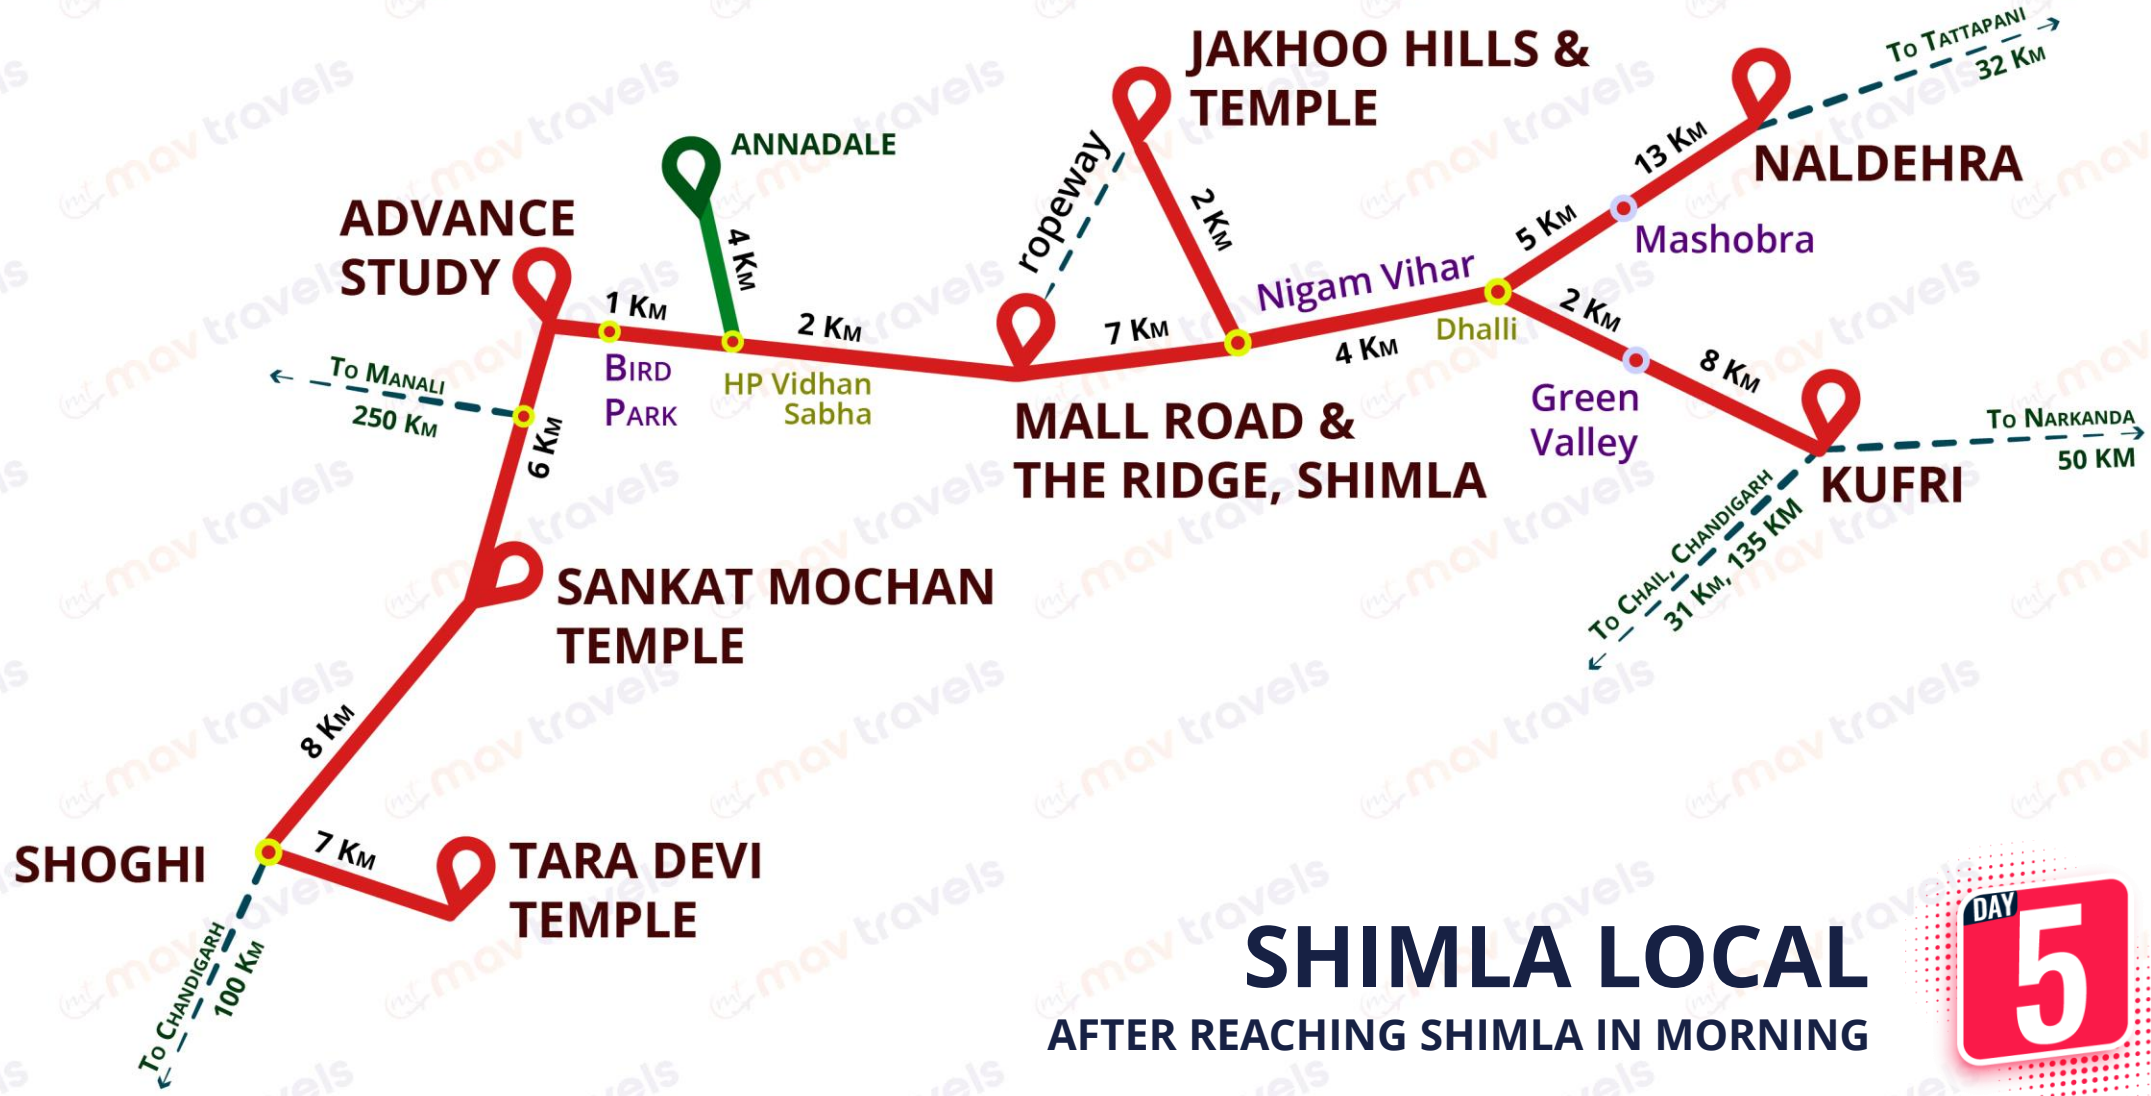 JAKHOO HILLS &
TEMPLE
To Tattapani
32 Km
ropeway
2 Km
13 Km
NALDEHRA
ANNADALE
4 Km
ADVANCE
STUDY
1 Km
2 Km
7 Km
Nigam Vihar
4 Km
Dhalli
5 Km
Mashobra
2 Km
8 Km
Green
Valley
KUFRI
To Narkanda
50 KM
To Chail, Chandigarh
31 Km, 135 KM
To Manali
250 Km
Bird
Park
HP Vidhan
Sabha
MALL ROAD &
THE RIDGE, SHIMLA
6 Km
SANKAT MOCHAN
TEMPLE
8 Km
SHOGHI
7 Km
TARA DEVI
TEMPLE
To Chandigarh
100 Km
SHIMLA LOCAL
AFTER REACHING SHIMLA IN MORNING
DAY
5
mt mav travels